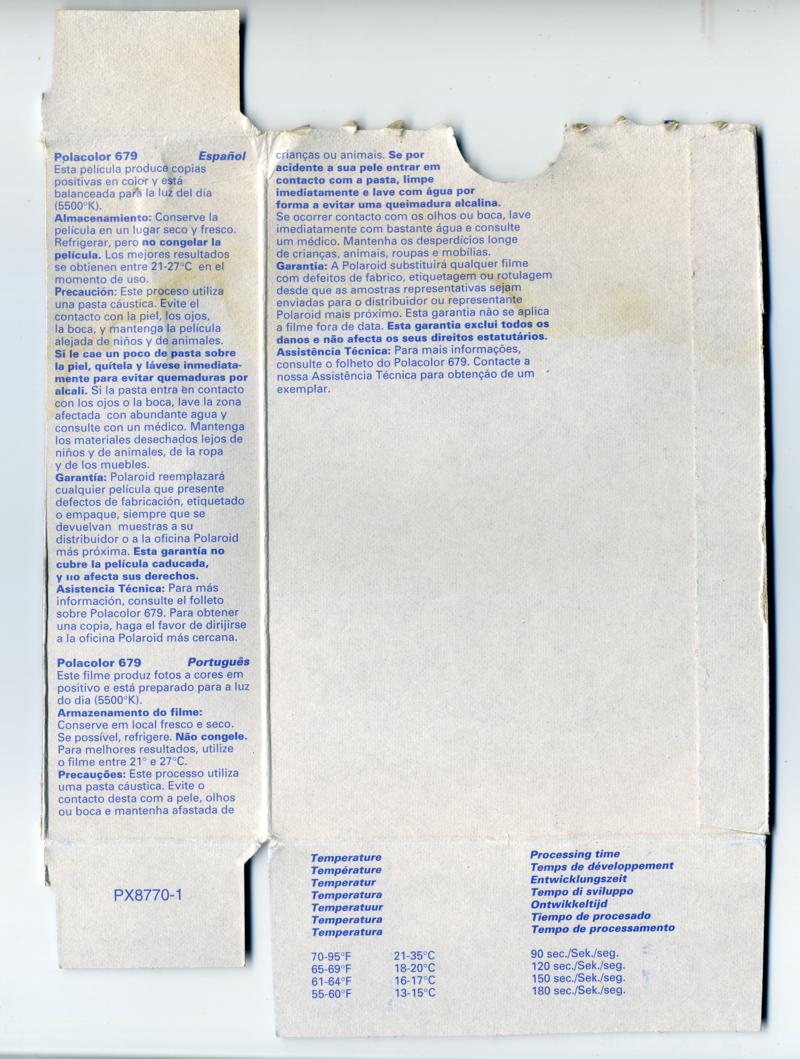 Polacolor 679 Español
Esta película produce copias
positivas en color y está
balanceada para la luz del día
(5500°K).
Almacenamiento: Conserve la
película en un lugar seco y fresco.
Refrigerar, pero no congelar la
película. Los mejores resultados
se obtienen entre 21-27°C en el
momento de uso.
Precaución: Este proceso utiliza
una pasta cáustica. Evite el
contacto con la piel, los ojos,
la boca, y mantenga la película
alejada de niños y de animales.
Si le cae un poco de pasta sobre
la piel, quítela y lávese inmediata-
mente para evitar quemaduras por
alcali. Si la pasta entra en contacto
con los ojos o la boca, lave la zona
afectada con abundante agua y
consulte con un médico. Mantenga
los materiales desechados lejos de
niños y de animales, de la ropa
y de los muebles.
Garantía: Polaroid reemplazará
cualquier película que presente
defectos de fabricación, etiquetado
o empaque, siempre que se
devuelvan muestras a su
distribuidor o a la oficina Polaroid
más próxima. Esta garantía no
cubre la película caducada,
y no afecta sus derechos.
Asistencia Técnica: Para más
información, consulte el folleto
sobre Polacolor 679. Para obtener
una copia, haga el favor de dirijirse
a la oficina Polaroid más cercana.
Polacolor 679 Português
Este filme produz fotos a cores em
positivo e está preparado para a luz
do dia (5500°K).
Armazenamento do filme:
Conserve em local fresco e seco.
Se possível, refrigere. Não congele.
Para melhores resultados, utilize
o filme entre 21° e 27°C.
Precauções: Este processo utiliza
uma pasta cáustica. Evite o
contacto desta com a pele, olhos
ou boca e mantenha afastada de
crianças ou animais. Se por
acidente a sua pele entrar em
contacto com a pasta, limpe
imediatamente e lave com água por
forma a evitar uma queimadura alcalina.
Se ocorrer contacto com os olhos ou boca, lave
imediatamente com bastante água e consulte
um médico. Mantenha os desperdícios longe
de crianças, animais, roupas e mobílias.
Garantia: A Polaroid substituirá qualquer filme
com defeitos de fabrico, etiquetagem ou rotulagem
desde que as amostras representativas sejam
enviadas para o distribuidor ou representante
Polaroid mais próximo. Esta garantia não se aplica
a filme fora de data. Esta garantia exclui todos os
danos e não afecta os seus direitos estatutários.
Assistência Técnica: Para mais informações,
consulte o folheto do Polacolor 679. Contacte a
nossa Assistência Técnica para obtenção de um
exemplar.
PX8770-1
Temperature Processing time
Température Temps de développement
Temperatur Entwicklungszeit
Temperatura Tempo di sviluppo
Temperatuur Ontwikkeltijd
Temperatura Tiempo de procesado
Temperatura Tempo de processamento
70-95°F 21-35°C 90 sec./Sek./seg.
65-69°F 18-20°C 120 sec./Sek./seg.
61-64°F 16-17°C 150 sec./Sek./seg.
55-60°F 13-15°C 180 sec./Sek./seg.